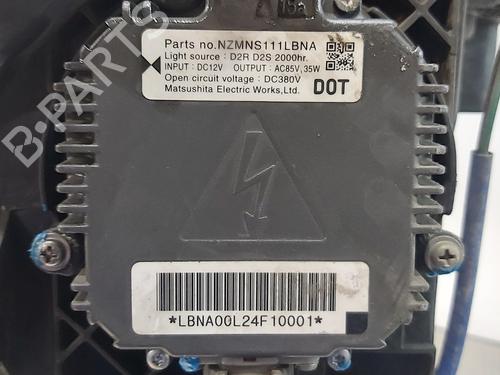 Parts no.NZMNS111LBNA
Light source : D2R D2S 2000hr.
INPUT : DC12V OUTPUT : AC85V,35W
Open circuit voltage : DC380V
Matsushita Electric Works,Ltd.
DOT
*LBNA00L24F10001*
B-Parts